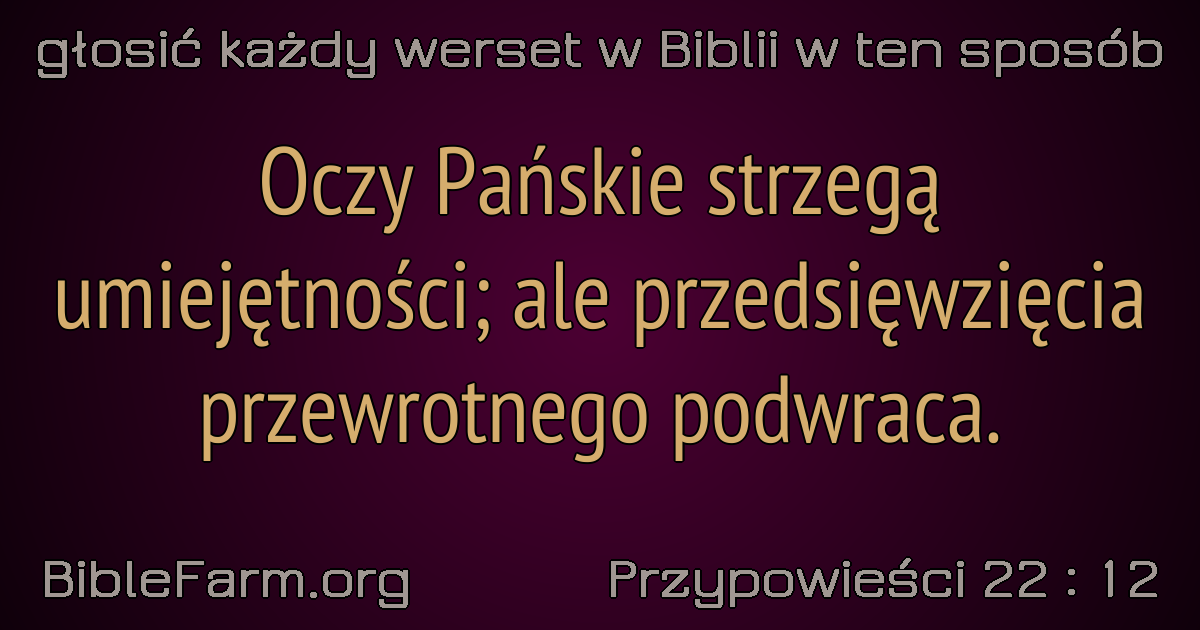 głosić każdy werset w Biblii w ten sposób
Oczy Pańskie strzegą
umiejętności; ale przedsięwzięcia
przewrotnego podwraca.
BibleFarm.org
Przypowieści 22 : 12